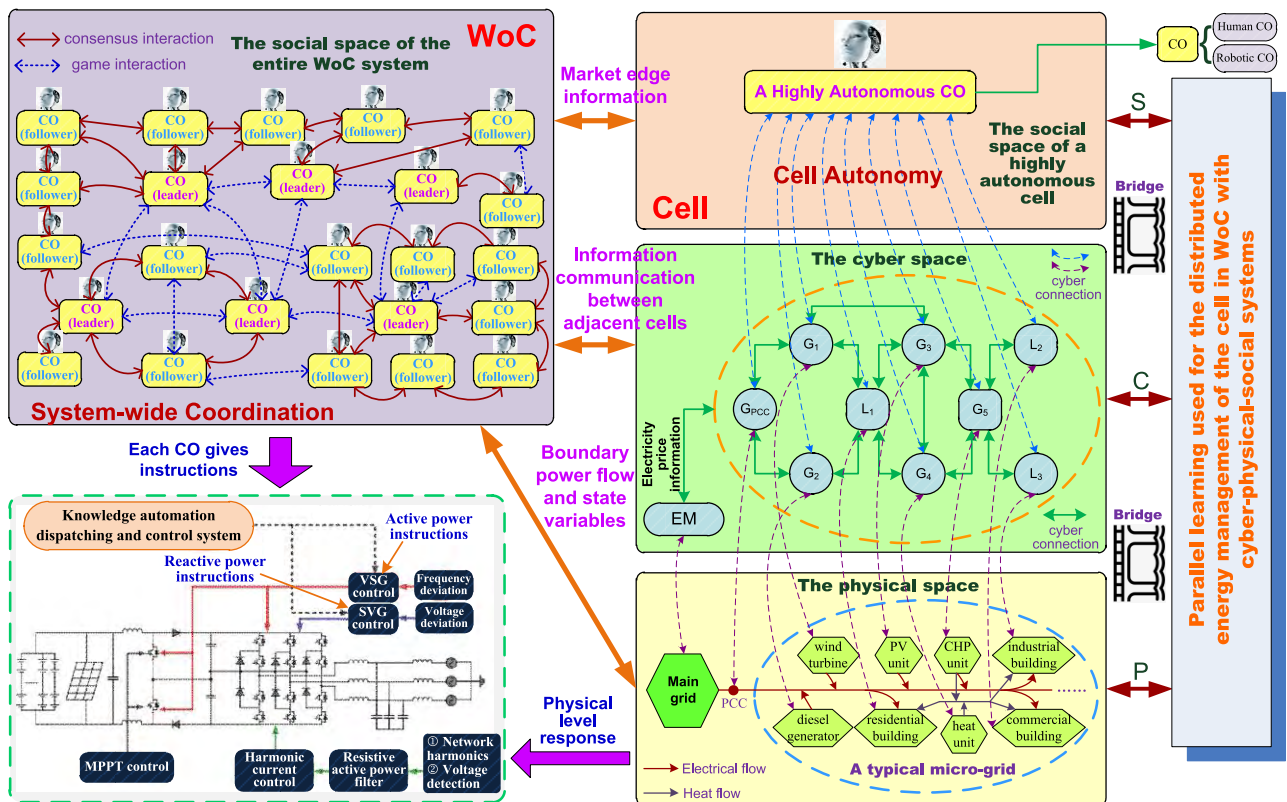 WoC
consensus interaction
game interaction
The social space of the
entire WoC system
CO
(follower)
CO
(follower)
CO
(follower)
CO
(follower)
CO
(follower)
CO
(follower)
CO
(leader)
CO
(leader)
CO
(leader)
CO
(follower)
CO
(follower)
CO
(follower)
CO
(follower)
CO
(follower)
CO
(follower)
CO
(leader)
CO
(leader)
CO
(leader)
CO
(follower)
CO
(follower)
CO
(follower)
CO
(follower)
CO
(follower)
CO
(follower)
System-wide Coordination
Market edge
information
Information
communication
between
adjacent cells
Boundary
power flow
and state
variables
A Highly Autonomous CO
Cell Autonomy
Cell
The social
space of a
highly
autonomous
cell
CO
Human CO
Robotic CO
S
Bridge
C
Bridge
P
Parallel learning used for the distributed
energy management of the cell in WoC with
cyber-physical-social systems
The cyber space
cyber
connection
G1
G3
L2
GPCC
L1
G5
G2
G4
L3
Electricity
price
information
EM
cyber
connection
The physical space
wind
turbine
PV
unit
CHP
unit
industrial
building
Main
grid
PCC
......
diesel
generator
residential
building
heat
unit
commercial
building
Electrical flow
Heat flow
A typical micro-grid
Each CO gives
instructions
Physical
level
response
Knowledge automation
dispatching and control system
Active power
instructions
Reactive power
instructions
VSG
control
Frequency
deviation
SVG
control
Voltage
deviation
MPPT control
Harmonic
current
control
Resistive
active power
filter
① Network
harmonics
② Voltage
detection